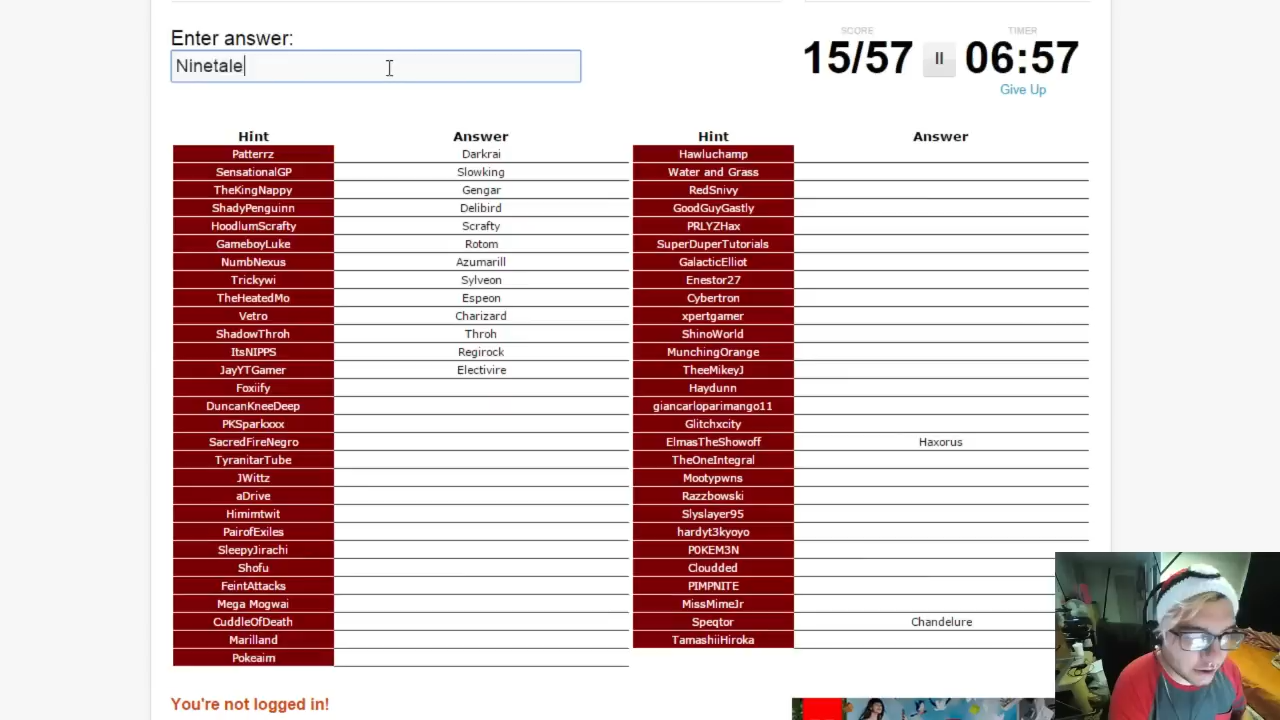 Enter answer:
Ninetale
SCORE
15/57
TIMER
06:57
Give Up
Hint Answer Hint Answer
Patterrz Darkrai Hawluchamp
SensationalGP Slowking Water and Grass
TheKingNappy Gengar RedSnivy
ShadyPenguinn Delibird GoodGuyGastly
HoodlumScrafty Scrafty PRLYZHax
GameboyLuke Rotom SuperDuperTutorials
NumbNexus Azumarill GalacticElliot
Trickywi Sylveon Enestor27
TheHeatedMo Espeon Cybertron
Vetro Charizard xpertgamer
ShadowThroh Throh ShinoWorld
ItsNIPPS Regirock MunchingOrange
JayYTGamer Electivire TheeMikeyJ
Foxiify Haydunn
DuncanKneeDeep giancarloparimango11
PKSparkxxx Glitchxcity
SacredFireNegro ElmasTheShowoff Haxorus
TyranitarTube TheOneIntegral
JWittz Mootypwns
aDrive Razzbowski
Himimtwit Slyslayer95
PairofExiles hardyt3kyoyo
SleepyJirachi P0KEM3N
Shofu Cloudded
FeintAttacks PIMPNITE
Mega Mogwai MissMimeJr
CuddleOfDeath Speqtor Chandelure
Marilland TamashiiHiroka
Pokeaim
You're not logged in!